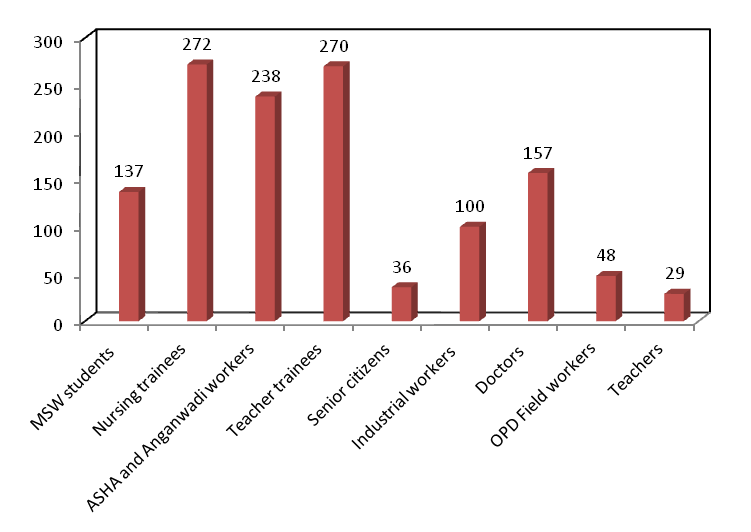 300
250
200
150
100
50
0
137
272
238
270
36
100
157
48
29
MSW students
Nursing trainees
ASHA and Anganwadi workers
Teacher trainees
Senior citizens
Industrial workers
Doctors
OPD Field workers
Teachers